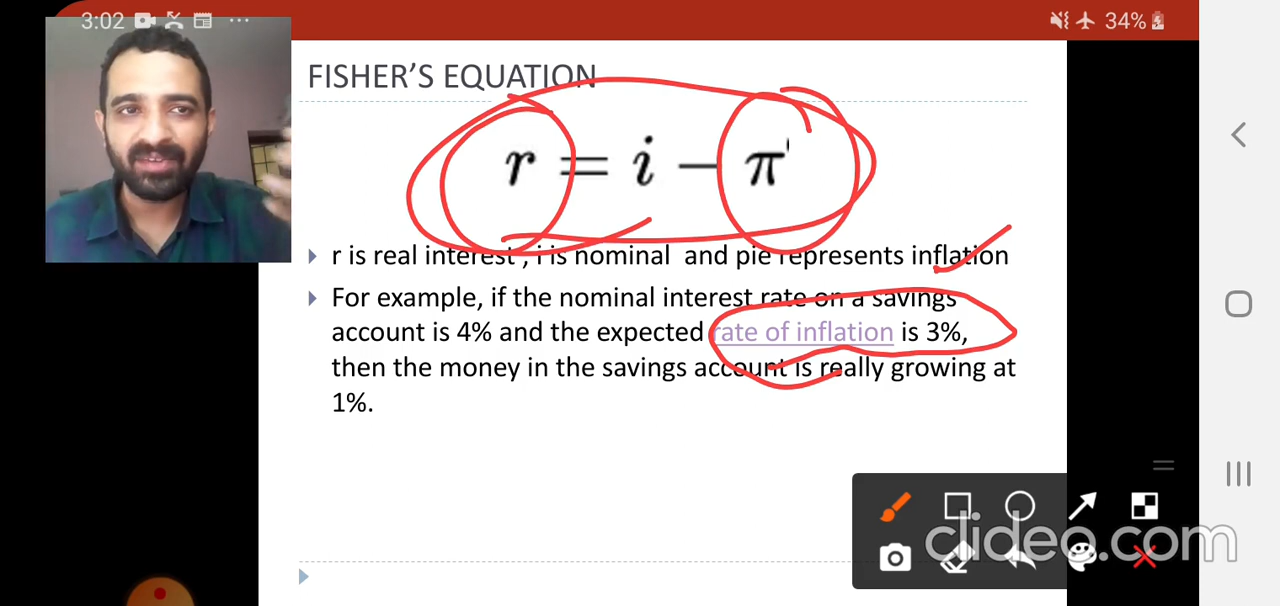 3:02
34%
FISHER'S EQUATION
r = i − π'
r is real interest , i is nominal and pie represents inflation
For example, if the nominal interest rate on a savings
account is 4% and the expected rate of inflation is 3%,
then the money in the savings account is really growing at
1%.
clideo.com